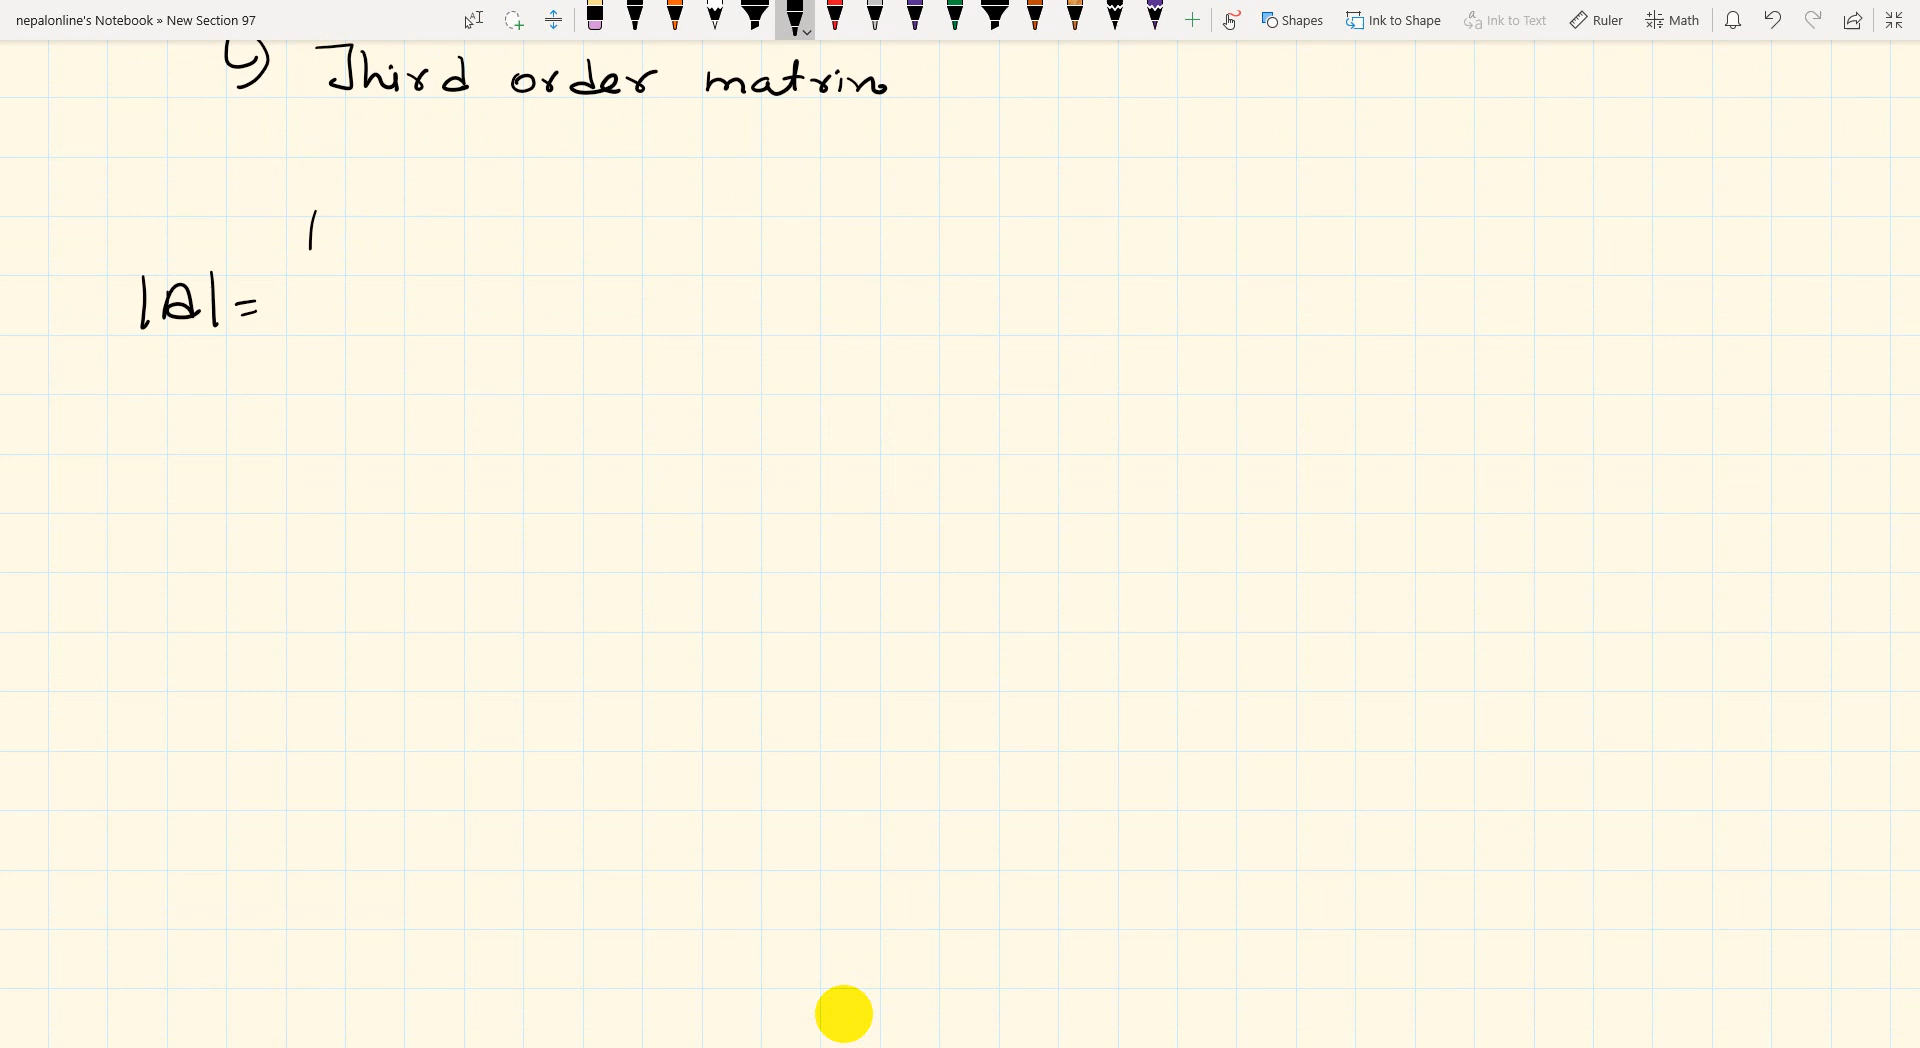 nepalonline's Notebook » New Section 97
Shapes
Ink to Shape
Ink to Text
Ruler
Math
Third order matrix
|A|=